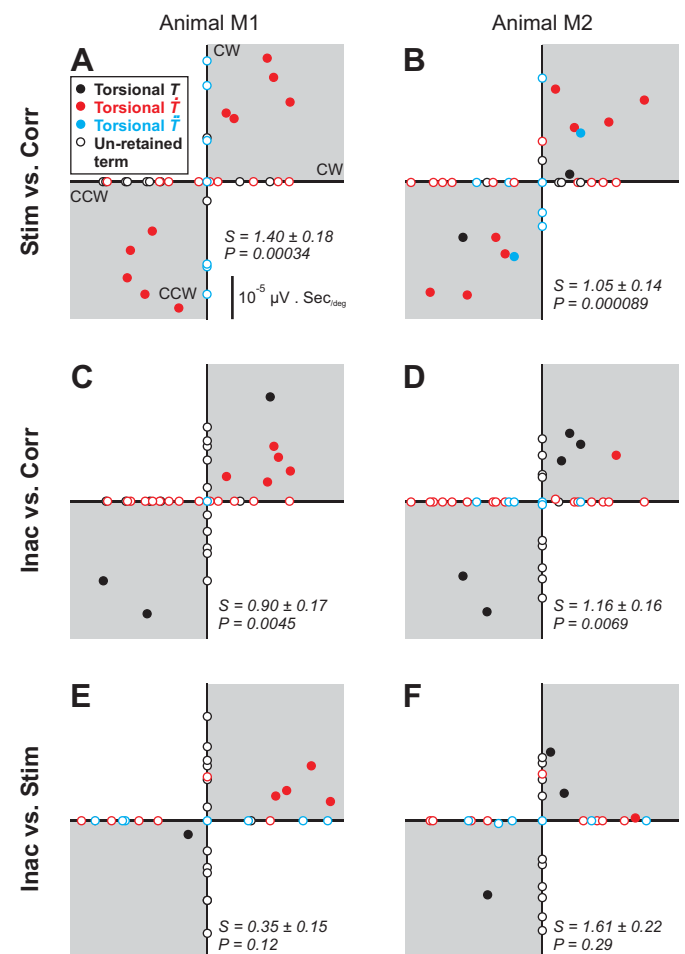 Animal M1
Animal M2
Stim vs. Corr
A
CW
Torsional T
Torsional Ṫ
Torsional T̈
Un-retained
term
CW
CCW
CCW
S = 1.40 ± 0.18
P = 0.00034
10⁻⁵ µV . Sec/deg
B
S = 1.05 ± 0.14
P = 0.000089
Inac vs. Corr
C
S = 0.90 ± 0.17
P = 0.0045
D
S = 1.16 ± 0.16
P = 0.0069
Inac vs. Stim
E
S = 0.35 ± 0.15
P = 0.12
F
S = 1.61 ± 0.22
P = 0.29